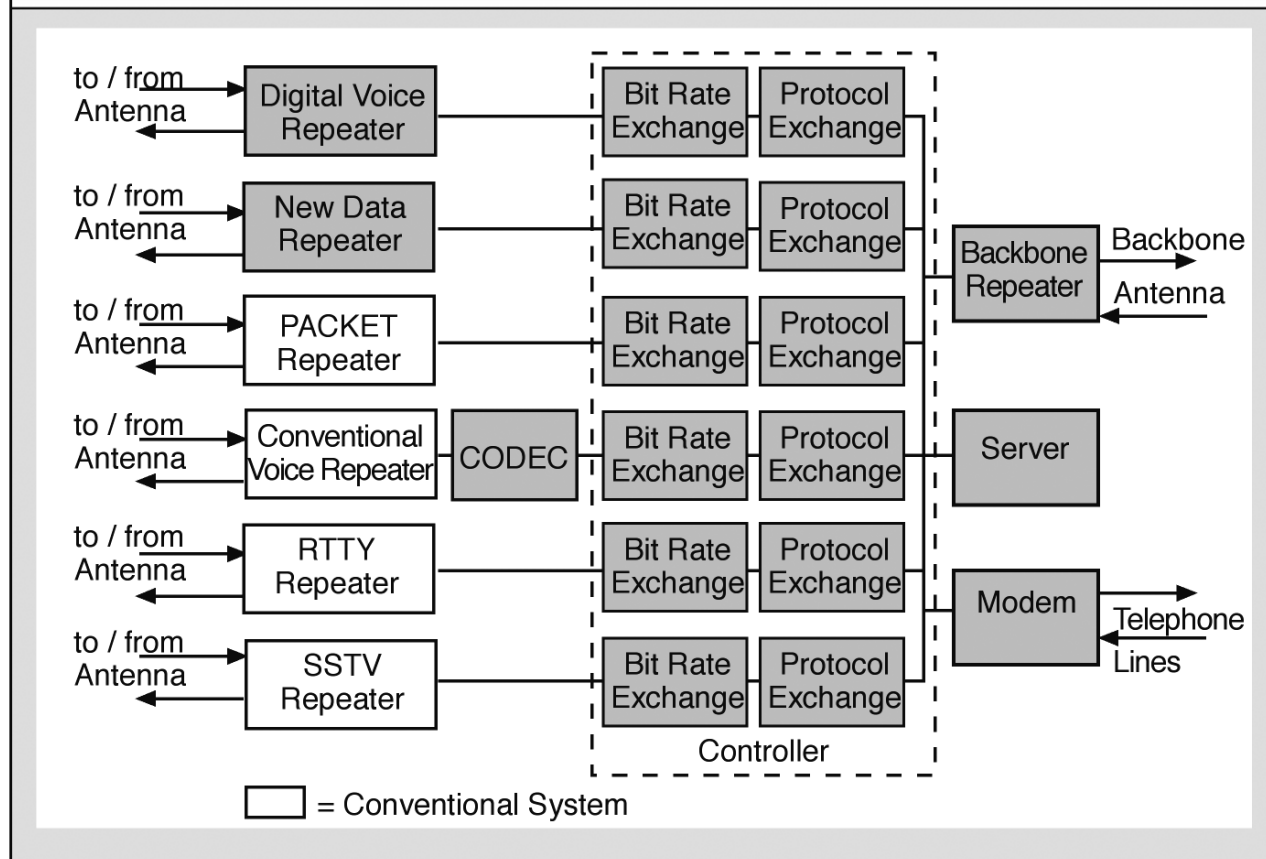 to / from
Antenna
Digital Voice
Repeater
Bit Rate
Exchange
Protocol
Exchange
to / from
Antenna
New Data
Repeater
Bit Rate
Exchange
Protocol
Exchange
Backbone
Repeater
Backbone
Antenna
to / from
Antenna
PACKET
Repeater
Bit Rate
Exchange
Protocol
Exchange
to / from
Antenna
Conventional
Voice Repeater
CODEC
Bit Rate
Exchange
Protocol
Exchange
Server
to / from
Antenna
RTTY
Repeater
Bit Rate
Exchange
Protocol
Exchange
Modem
Telephone
Lines
to / from
Antenna
SSTV
Repeater
Bit Rate
Exchange
Protocol
Exchange
Controller
= Conventional System